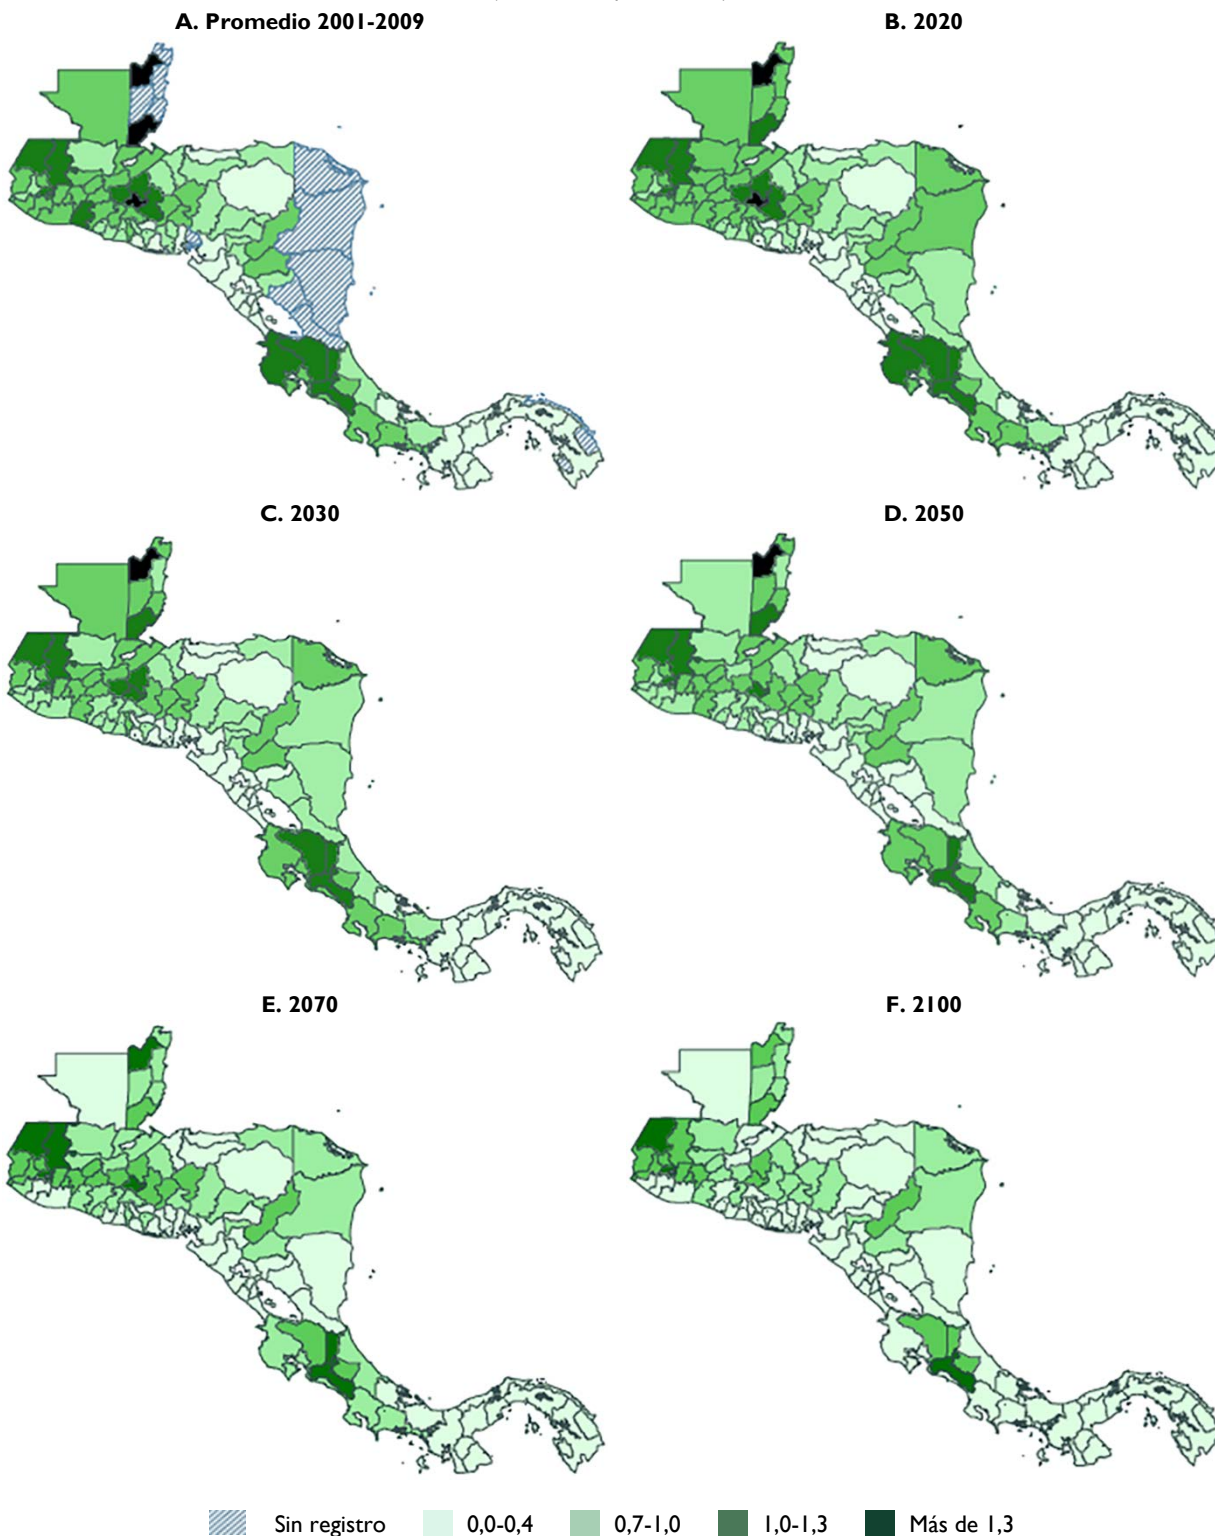 A. Promedio 2001-2009
B. 2020
C. 2030
D. 2050
E. 2070
F. 2100
Sin registro
0,0-0,4
0,7-1,0
1,0-1,3
Más de 1,3